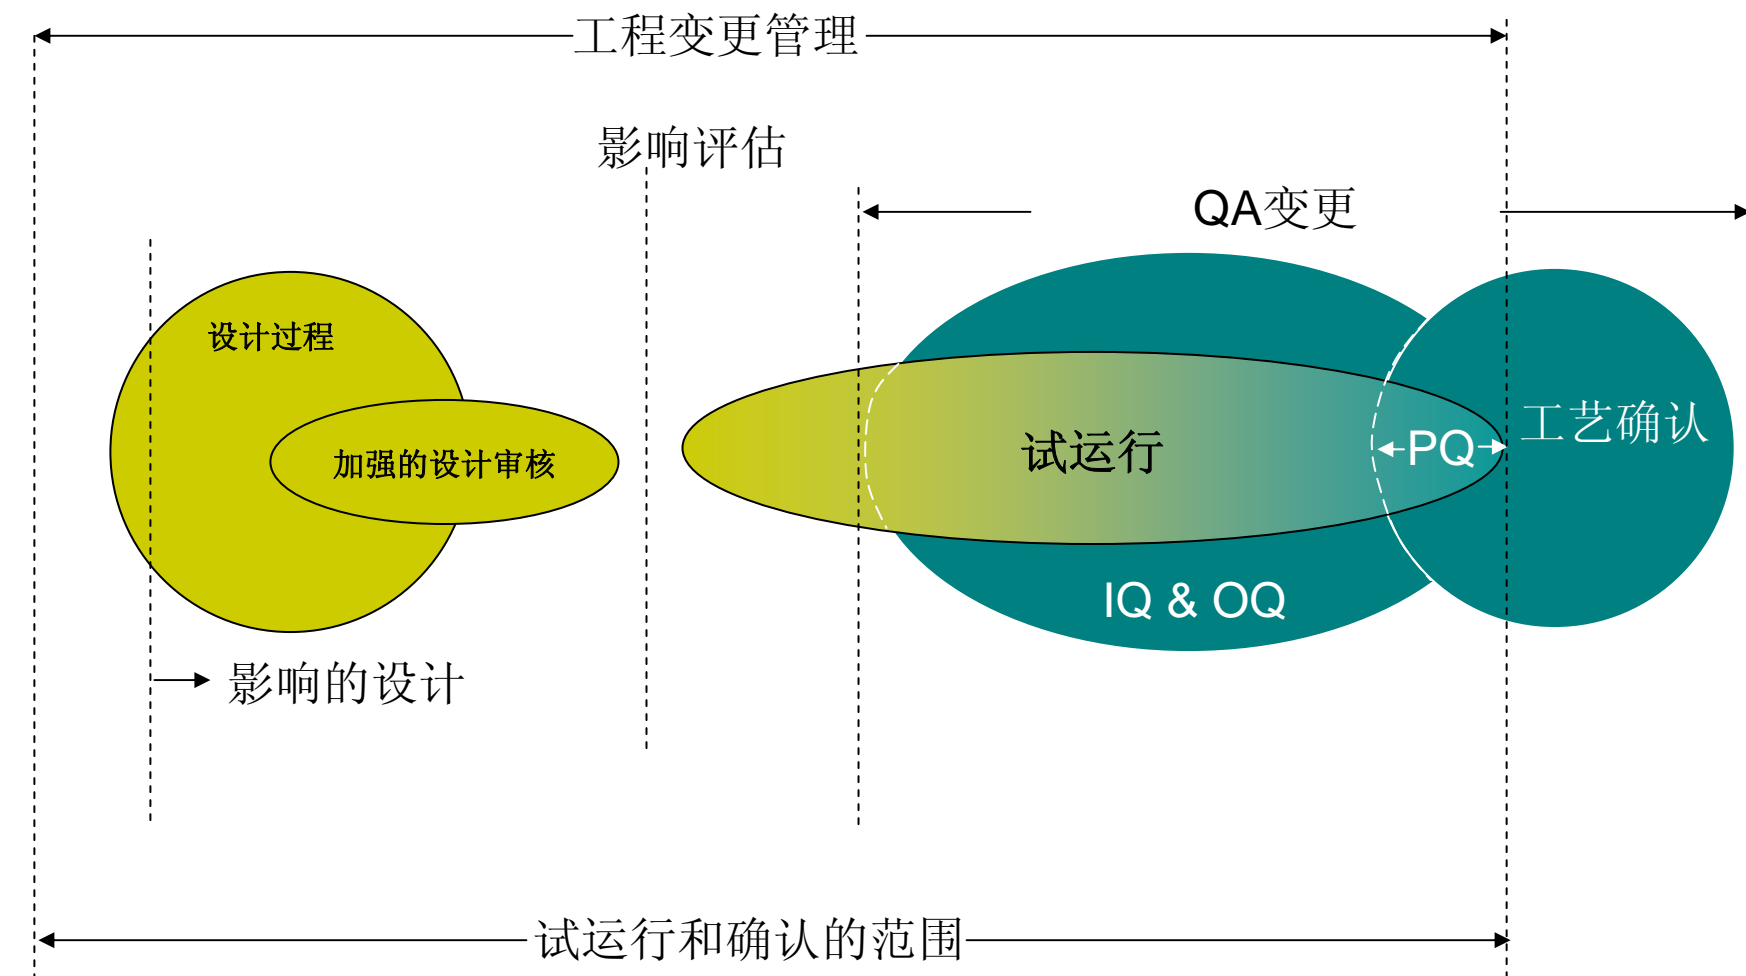 工程变更管理
影响评估
QA变更
设计过程
加强的设计审核
试运行
PQ
工艺确认
IQ & OQ
影响的设计
试运行和确认的范围